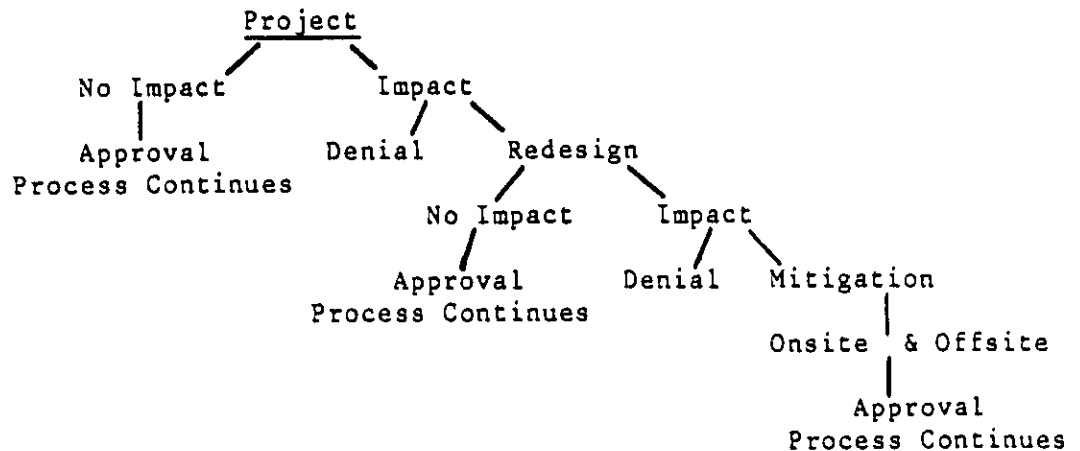 Project
No Impact Impact
Approval Denial Redesign
Process Continues
No Impact Impact
Approval Denial Mitigation
Process Continues
Onsite & Offsite
Approval
Process Continues